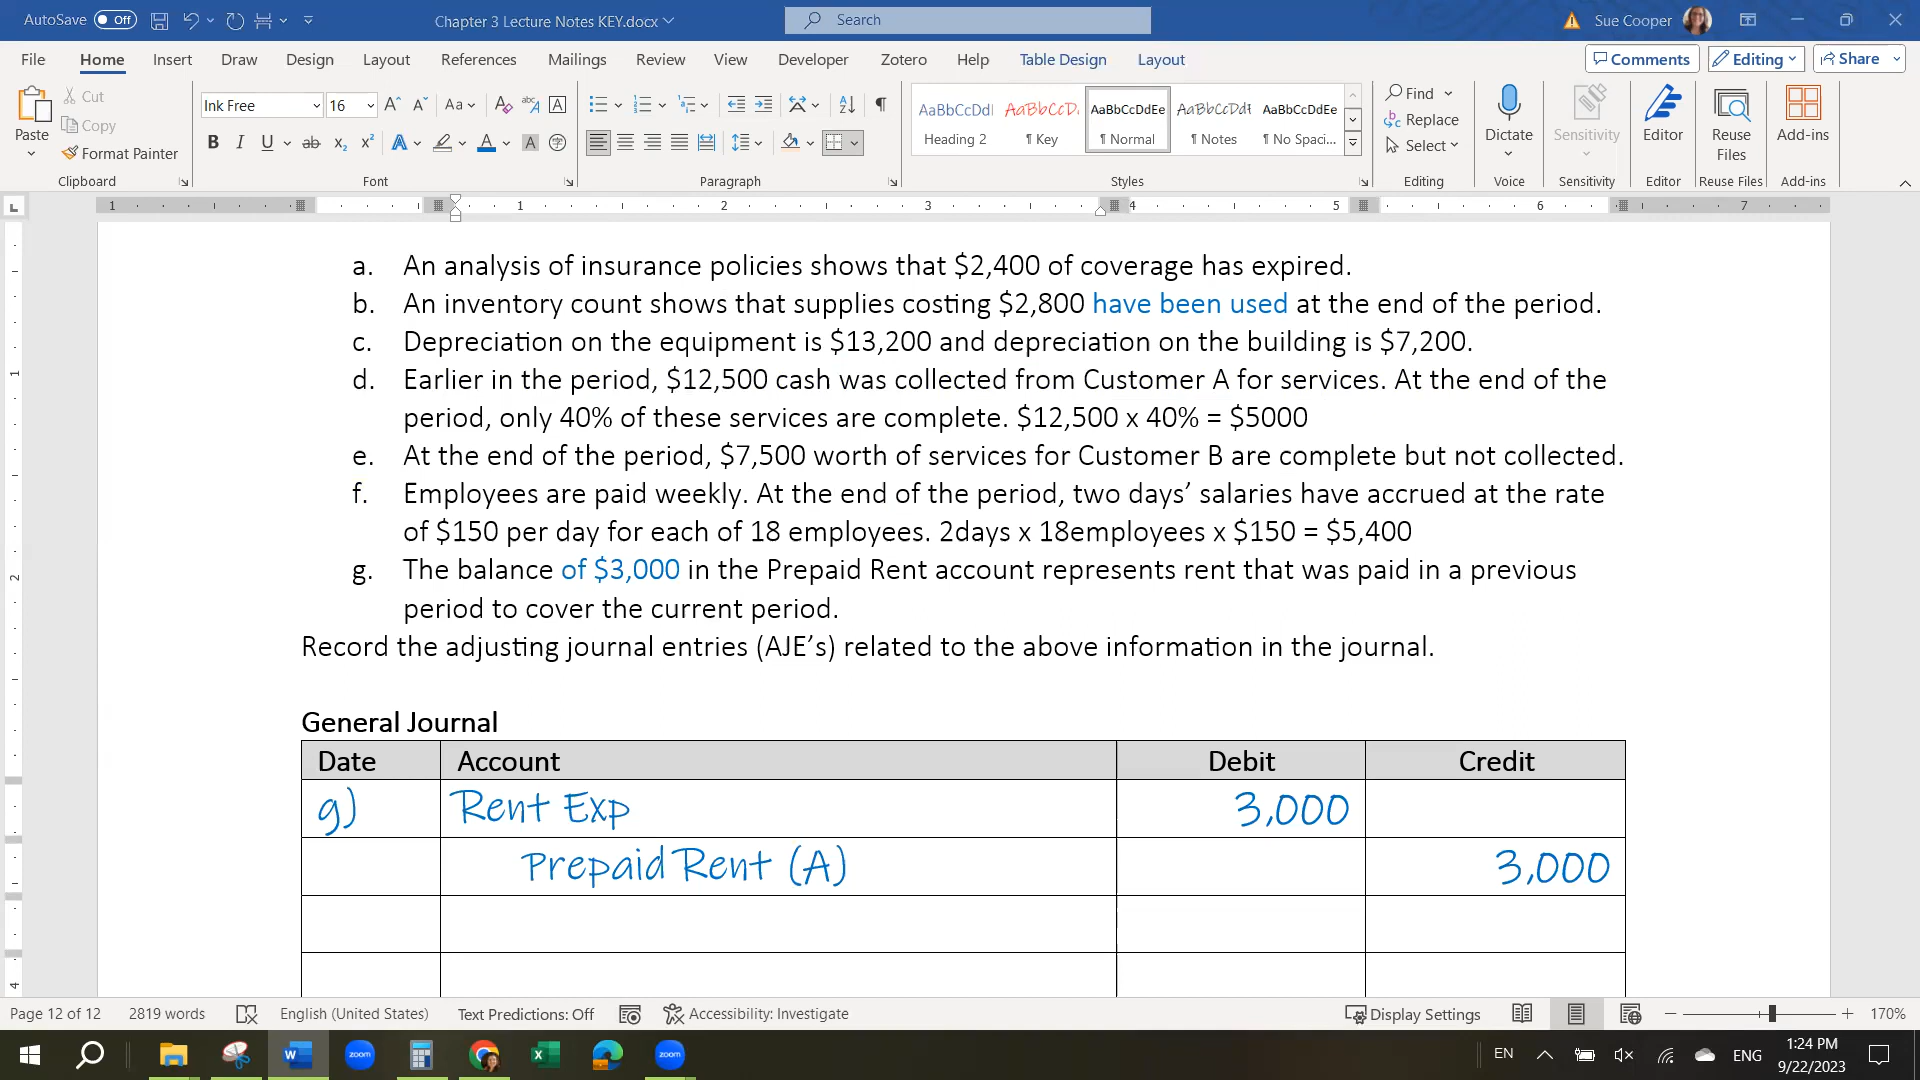 AutoSave Off Chapter 3 Lecture Notes KEY.docx Search Sue Cooper
File Home Insert Draw Design Layout References Mailings Review View Developer Zotero Help Table Design Layout Comments Editing Share
Paste Cut Copy Format Painter Clipboard
Ink Free 16 Aa Font
Paragraph
AaBbCcDdI AaBbCcD. AaBbCcDdEe AaBbCcDdI AaBbCcDdEe
Heading 2 ¶ Key ¶ Normal ¶ Notes ¶ No Spaci...
Styles
Find Replace Select Editing
Dictate Voice
Sensitivity Sensitivity
Editor Editor
Reuse Files Reuse Files
Add-ins Add-ins
1 1 2 3 4 5 6 7
a. An analysis of insurance policies shows that $2,400 of coverage has expired.
b. An inventory count shows that supplies costing $2,800 have been used at the end of the period.
c. Depreciation on the equipment is $13,200 and depreciation on the building is $7,200.
d. Earlier in the period, $12,500 cash was collected from Customer A for services. At the end of the
period, only 40% of these services are complete. $12,500 x 40% = $5000
e. At the end of the period, $7,500 worth of services for Customer B are complete but not collected.
f. Employees are paid weekly. At the end of the period, two days’ salaries have accrued at the rate
of $150 per day for each of 18 employees. 2days x 18employees x $150 = $5,400
g. The balance of $3,000 in the Prepaid Rent account represents rent that was paid in a previous
period to cover the current period.
Record the adjusting journal entries (AJE’s) related to the above information in the journal.
General Journal
Date Account Debit Credit
g) Rent Exp 3,000
Prepaid Rent (A) 3,000
Page 12 of 12 2819 words English (United States) Text Predictions: Off Accessibility: Investigate Display Settings 170%
EN ENG 1:24 PM
9/22/2023